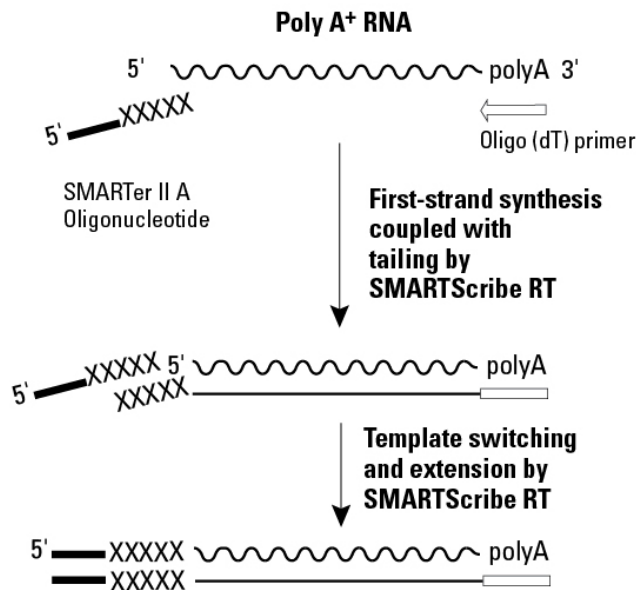 Poly A+ RNA
5' polyA 3'
5' XXXXX
Oligo (dT) primer
SMARTer II A
Oligonucleotide
First-strand synthesis
coupled with
tailing by
SMARTScribe RT
5' XXXXX 5' polyA
XXXXX
Template switching
and extension by
SMARTScribe RT
5' XXXXX polyA
XXXXX